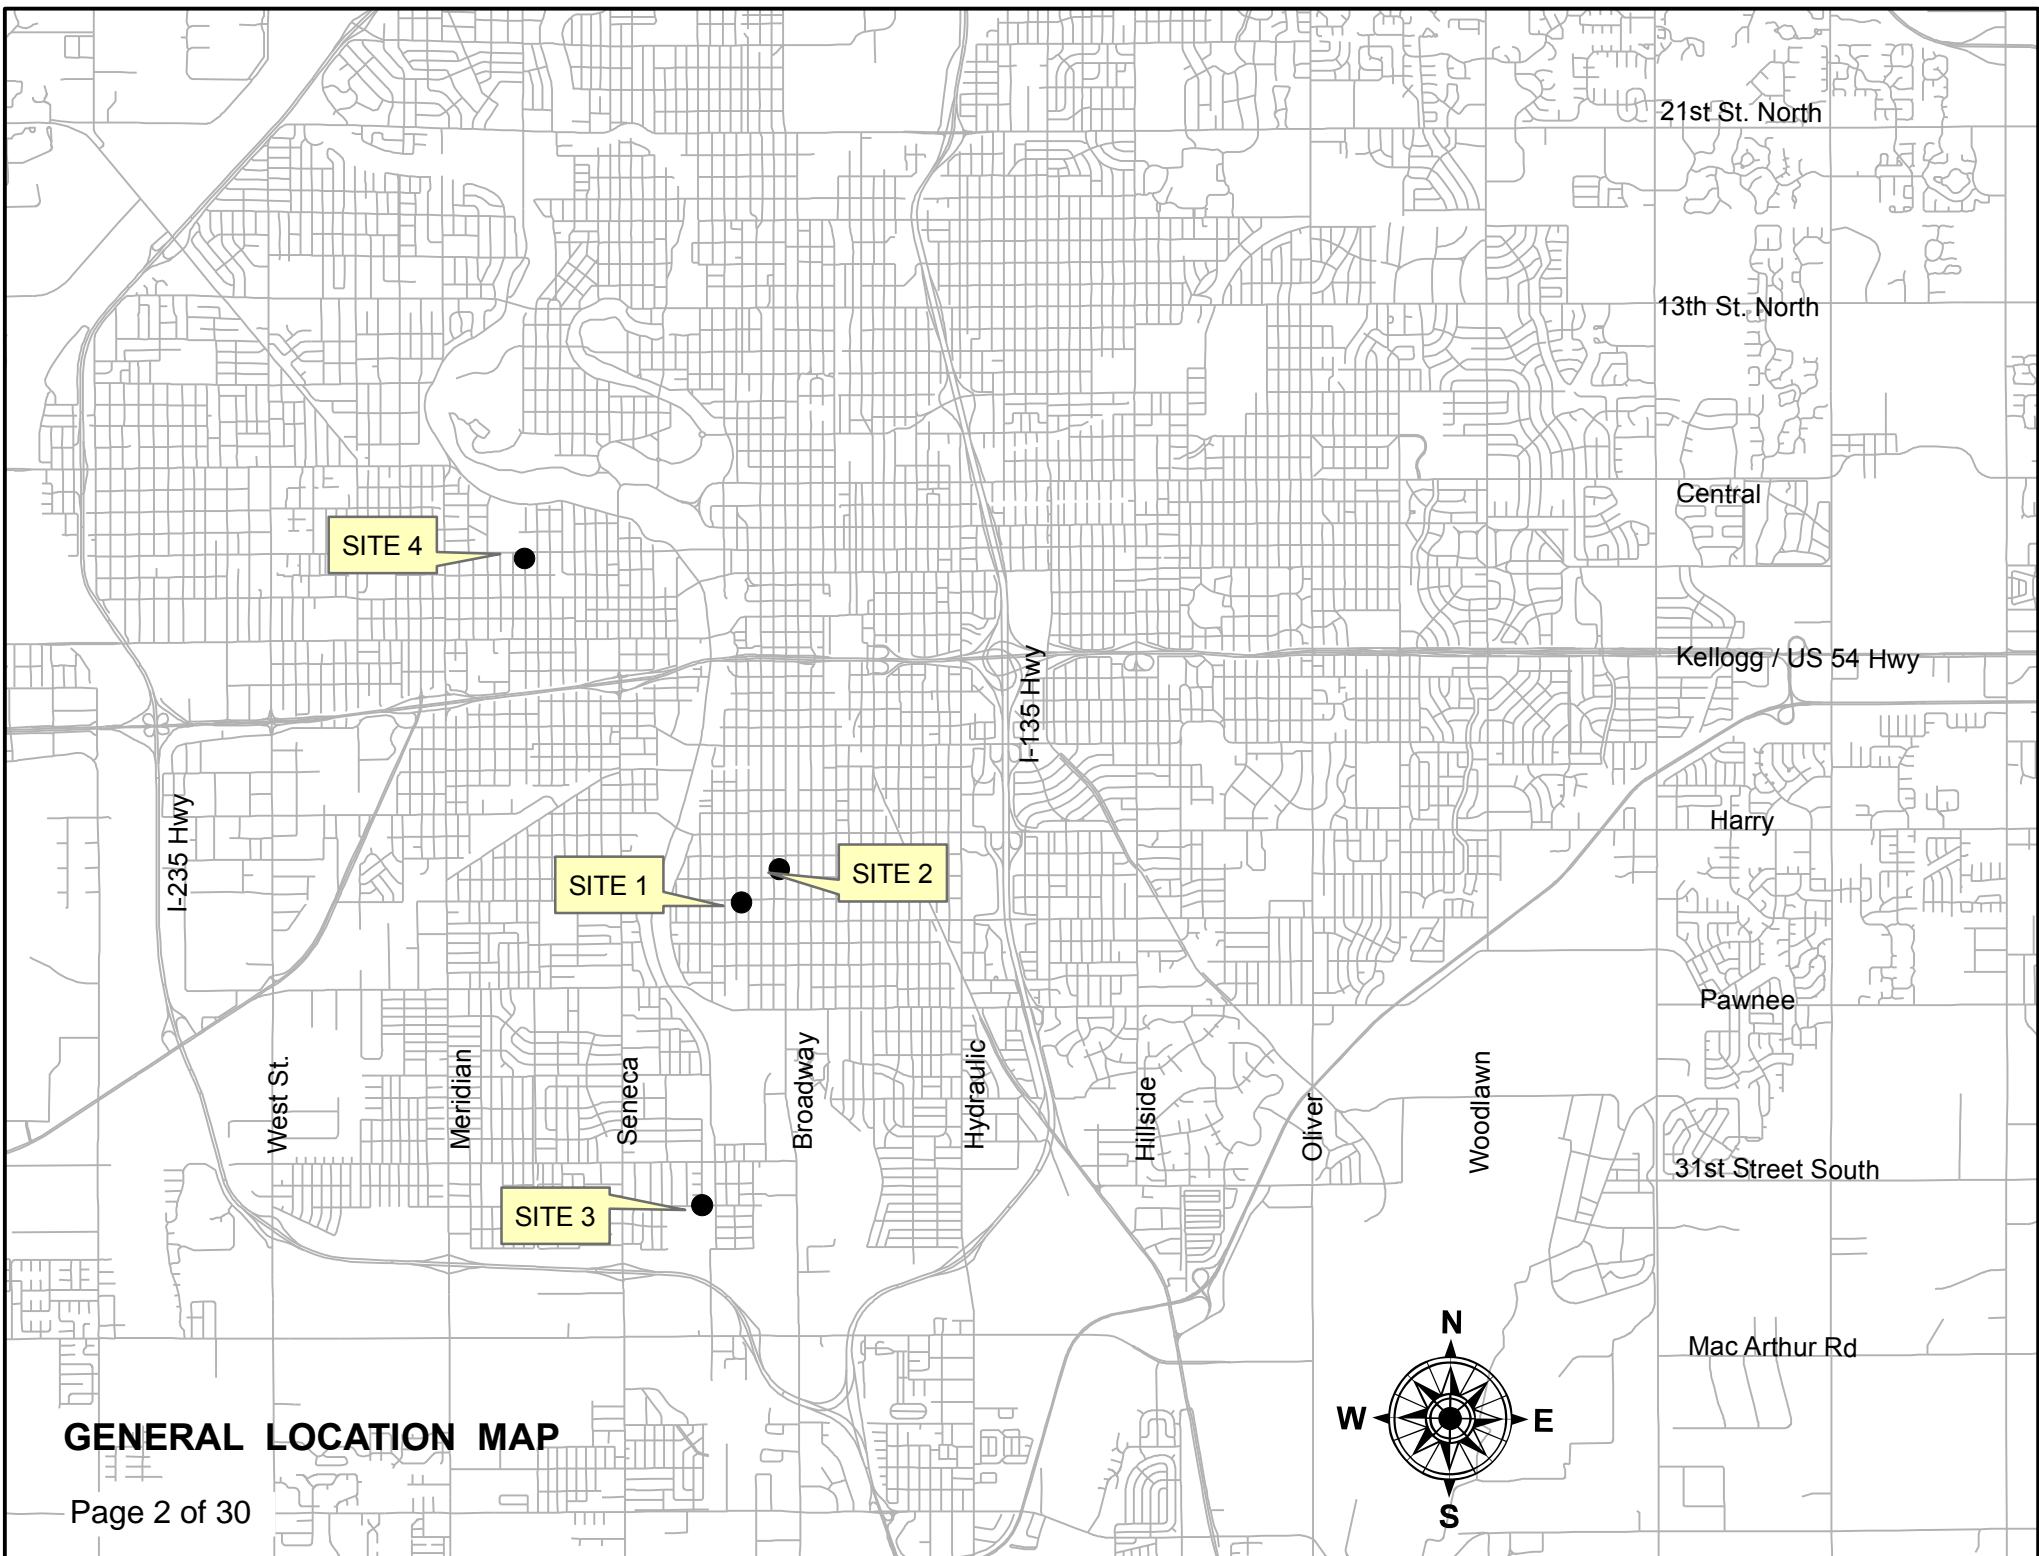 21st St. North
13th St. North
Central
SITE 4
Kellogg / US 54 Hwy
I-135 Hwy
I-235 Hwy
Harry
SITE 1
SITE 2
Pawnee
West St.
Meridian
Seneca
Broadway
Hydraulic
Hillside
Oliver
Woodlawn
31st Street South
SITE 3
N
W
E
S
Mac Arthur Rd
GENERAL LOCATION MAP
Page 2 of 30